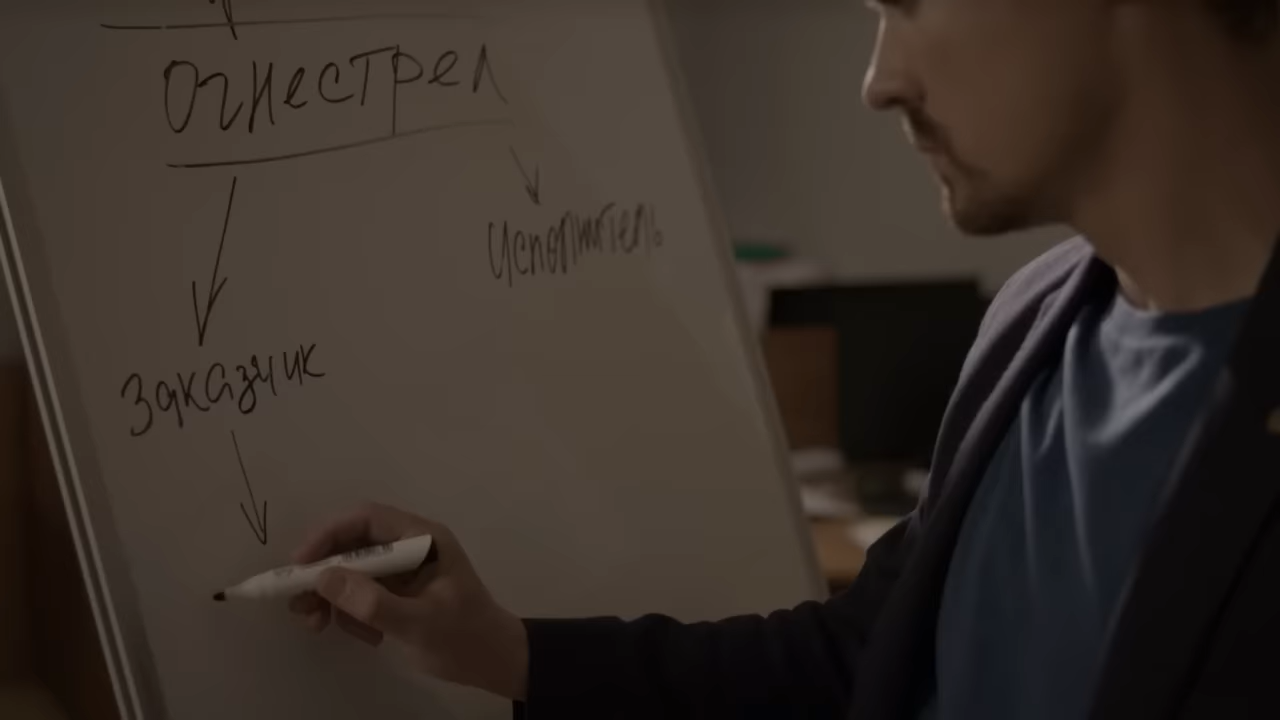 Огнестрел
Исполнитель
Заказчик